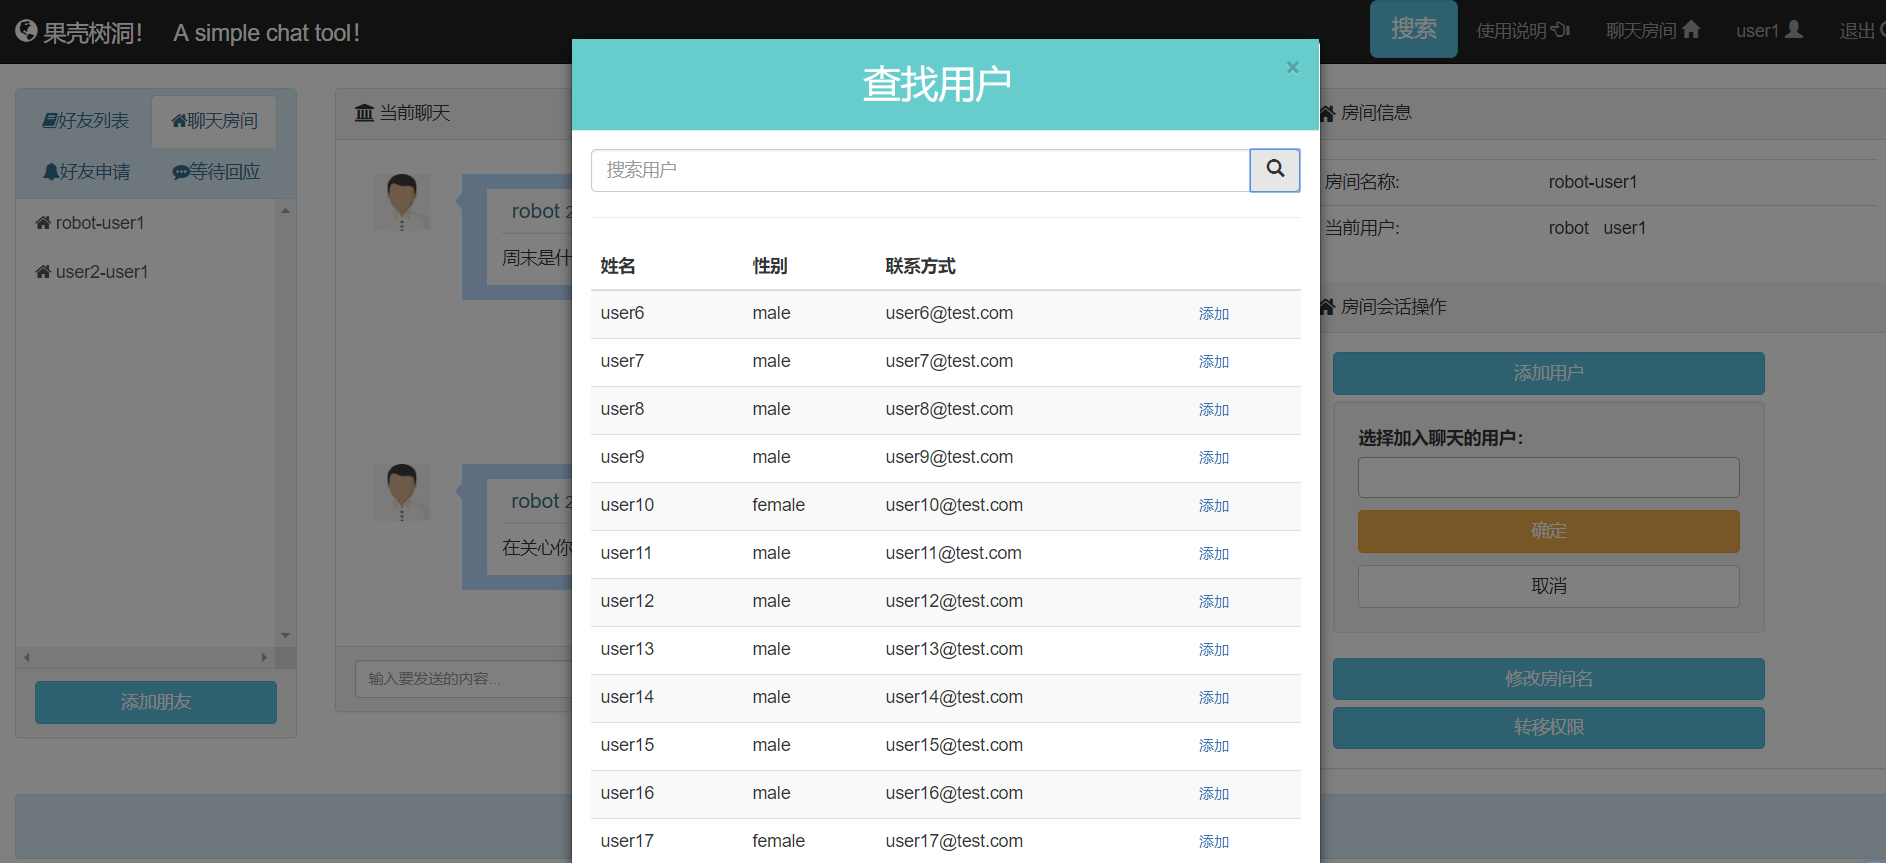 果壳树洞！ A simple chat tool！
搜索 使用说明 聊天房间 user1 退出
好友列表 聊天房间
好友申请 等待回应
robot-user1
user2-user1
添加朋友
当前聊天
robot 2
周末是什
robot 2
在关心你
输入要发送的内容...
查找用户 ×
搜索用户
姓名 性别 联系方式
user6 male user6@test.com 添加
user7 male user7@test.com 添加
user8 male user8@test.com 添加
user9 male user9@test.com 添加
user10 female user10@test.com 添加
user11 male user11@test.com 添加
user12 male user12@test.com 添加
user13 male user13@test.com 添加
user14 male user14@test.com 添加
user15 male user15@test.com 添加
user16 male user16@test.com 添加
user17 female user17@test.com 添加
房间信息
房间名称: robot-user1
当前用户: robot user1
房间会话操作
添加用户
选择加入聊天的用户:
确定
取消
修改房间名
转移权限